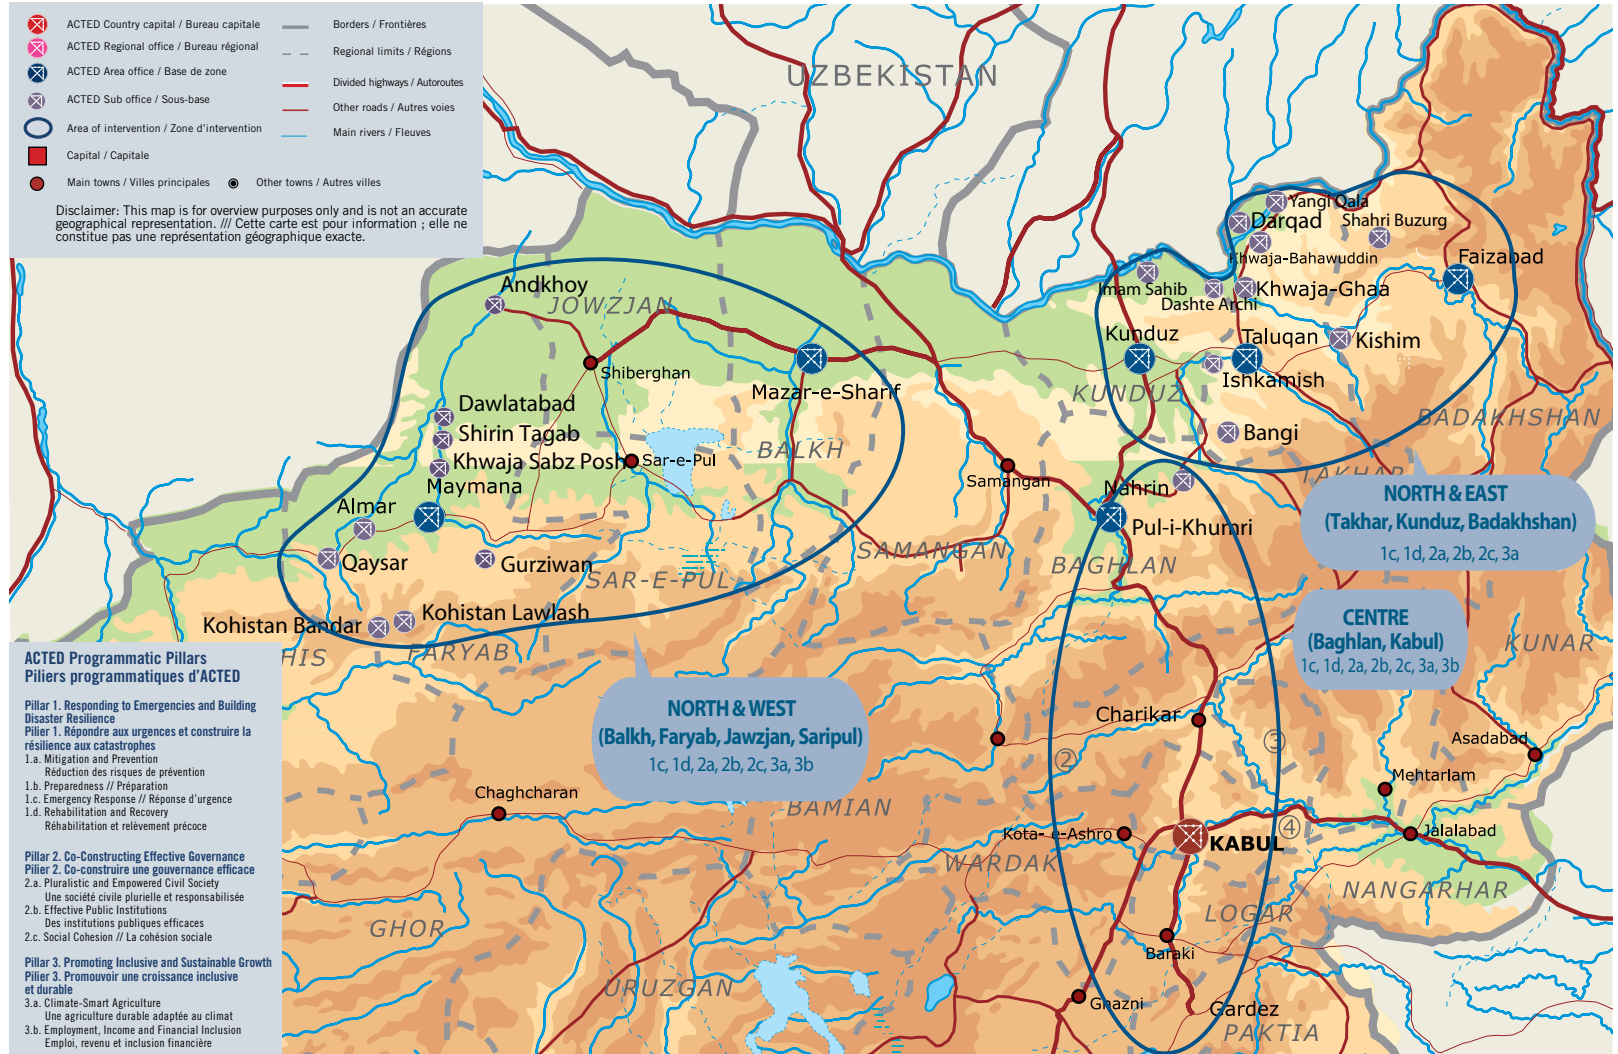 ACTED Country capital / Bureau capitale
ACTED Regional office / Bureau régional
ACTED Area office / Base de zone
ACTED Sub office / Sous-base
Area of intervention / Zone d'intervention
Capital / Capitale
Main towns / Villes principales
Other towns / Autres villes
Borders / Frontières
Regional limits / Régions
Divided highways / Autoroutes
Other roads / Autres voies
Main rivers / Fleuves
Disclaimer: This map is for overview purposes only and is not an accurate
geographical representation. /// Cette carte est pour information ; elle ne
constitue pas une représentation géographique exacte.
UZBEKISTAN
Yangi Qala
Darqad
Shahri Buzurg
Khwaja-Bahawuddin
Faizabad
Imam Sahib
Khwaja-Ghaa
Dashte Archi
Andkhoy
JOWZJAN
Kunduz
Taluqan
Kishim
Shiberghan
Ishkamish
Mazar-e-Sharif
KUNDUZ
BADAKHSHAN
Dawlatabad
Shirin Tagab
Bangi
BALKH
Khwaja Sabz Posh
Sar-e-Pul
TAKHAR
Samangan
Maymana
Nahrin
Almar
Pul-i-Khumri
NORTH & EAST
(Takhar, Kunduz, Badakhshan)
1c, 1d, 2a, 2b, 2c, 3a
SAMANGAN
BAGHLAN
Qaysar
Gurziwan
SAR-E-PUL
Kohistan Lawlash
Kohistan Bandar
CENTRE
(Baghlan, Kabul)
1c, 1d, 2a, 2b, 2c, 3a, 3b
KUNAR
HIS
FARYAB
NORTH & WEST
(Balkh, Faryab, Jawzjan, Saripul)
1c, 1d, 2a, 2b, 2c, 3a, 3b
Charikar
2
3
Asadabad
Mehtarlam
Chaghcharan
BAMIAN
Kota-e-Ashro
KABUL
4
Jalalabad
WARDAK
NANGARHAR
LOGAR
GHOR
Baraki
URUZGAN
Ghazni
Gardez
PAKTIA
ACTED Programmatic Pillars
Piliers programmatiques d'ACTED
Pillar 1. Responding to Emergencies and Building
Disaster Resilience
Pilier 1. Répondre aux urgences et construire la
résilience aux catastrophes
1.a. Mitigation and Prevention
Réduction des risques de prévention
1.b. Preparedness // Préparation
1.c. Emergency Response // Réponse d'urgence
1.d. Rehabilitation and Recovery
Réhabilitation et relèvement précoce
Pillar 2. Co-Constructing Effective Governance
Pilier 2. Co-construire une gouvernance efficace
2.a. Pluralistic and Empowered Civil Society
Une société civile plurielle et responsabilisée
2.b. Effective Public Institutions
Des institutions publiques efficaces
2.c. Social Cohesion // La cohésion sociale
Pillar 3. Promoting Inclusive and Sustainable Growth
Pilier 3. Promouvoir une croissance inclusive
et durable
3.a. Climate-Smart Agriculture
Une agriculture durable adaptée au climat
3.b. Employment, Income and Financial Inclusion
Emploi, revenu et inclusion financière